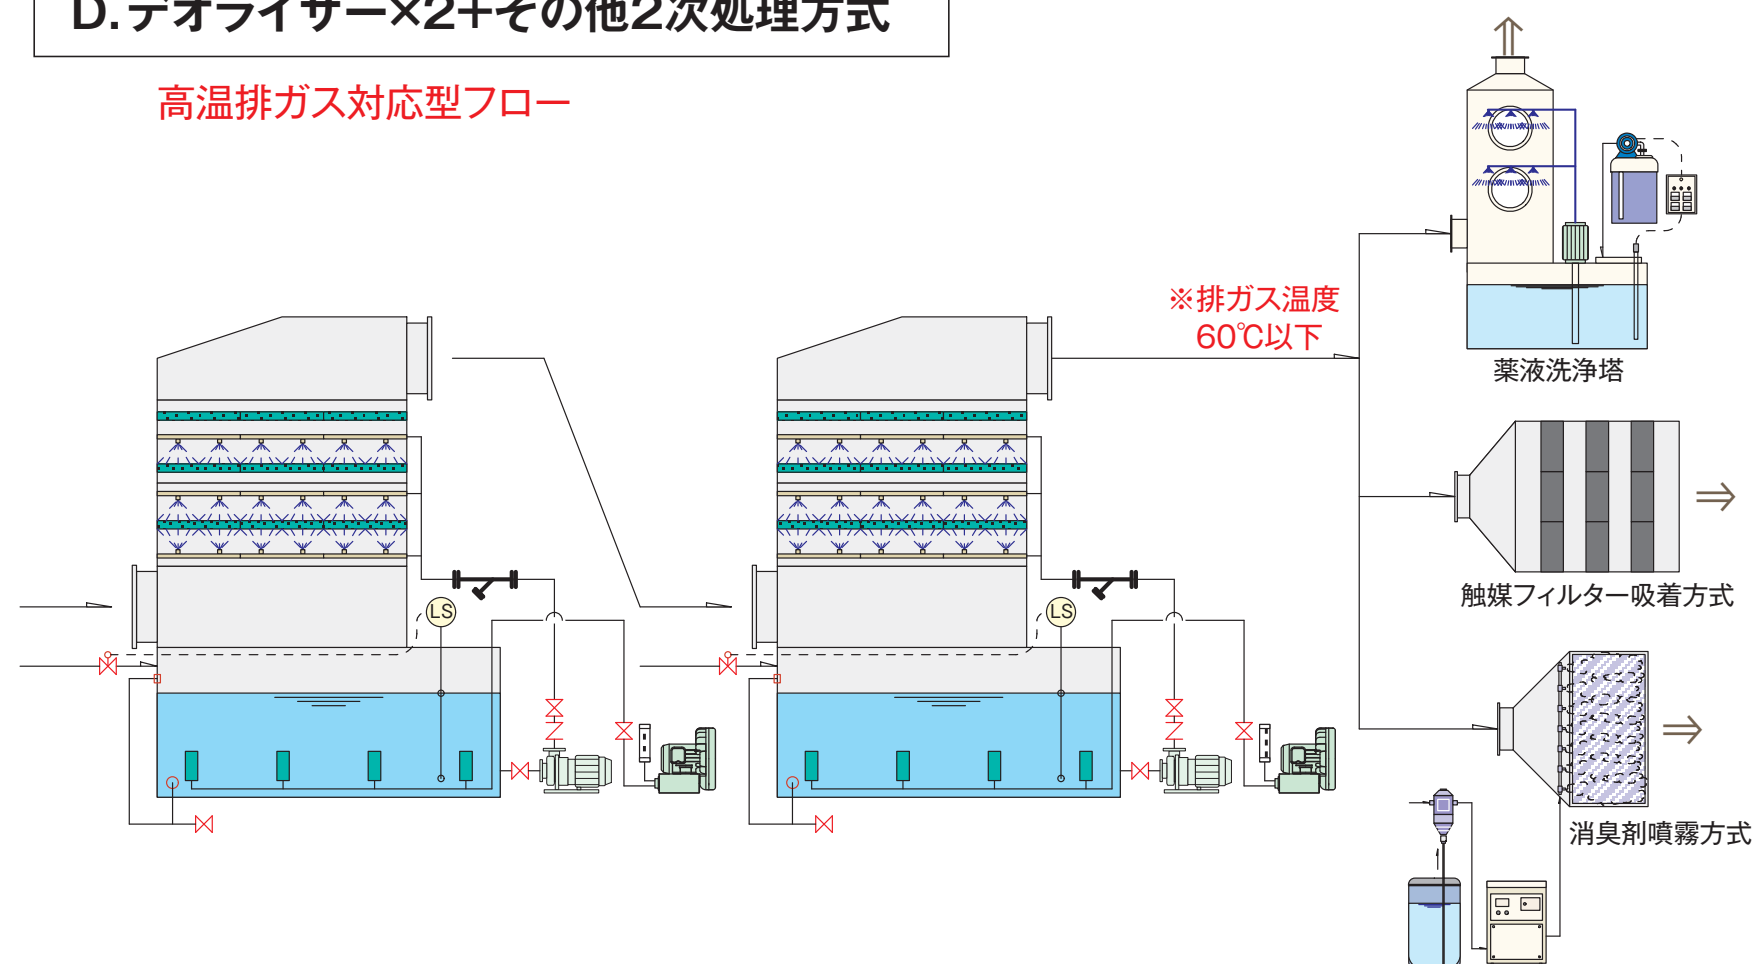 D.デオライザー×2+その他2次処理方式
高温排ガス対応型フロー
※排ガス温度
60℃以下
薬液洗浄塔
LS
LS
触媒フィルター吸着方式
消臭剤噴霧方式